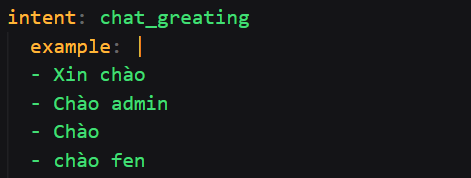 intent: chat_greating
example: |
- Xin chào
- Chào admin
- Chào
- chào fen